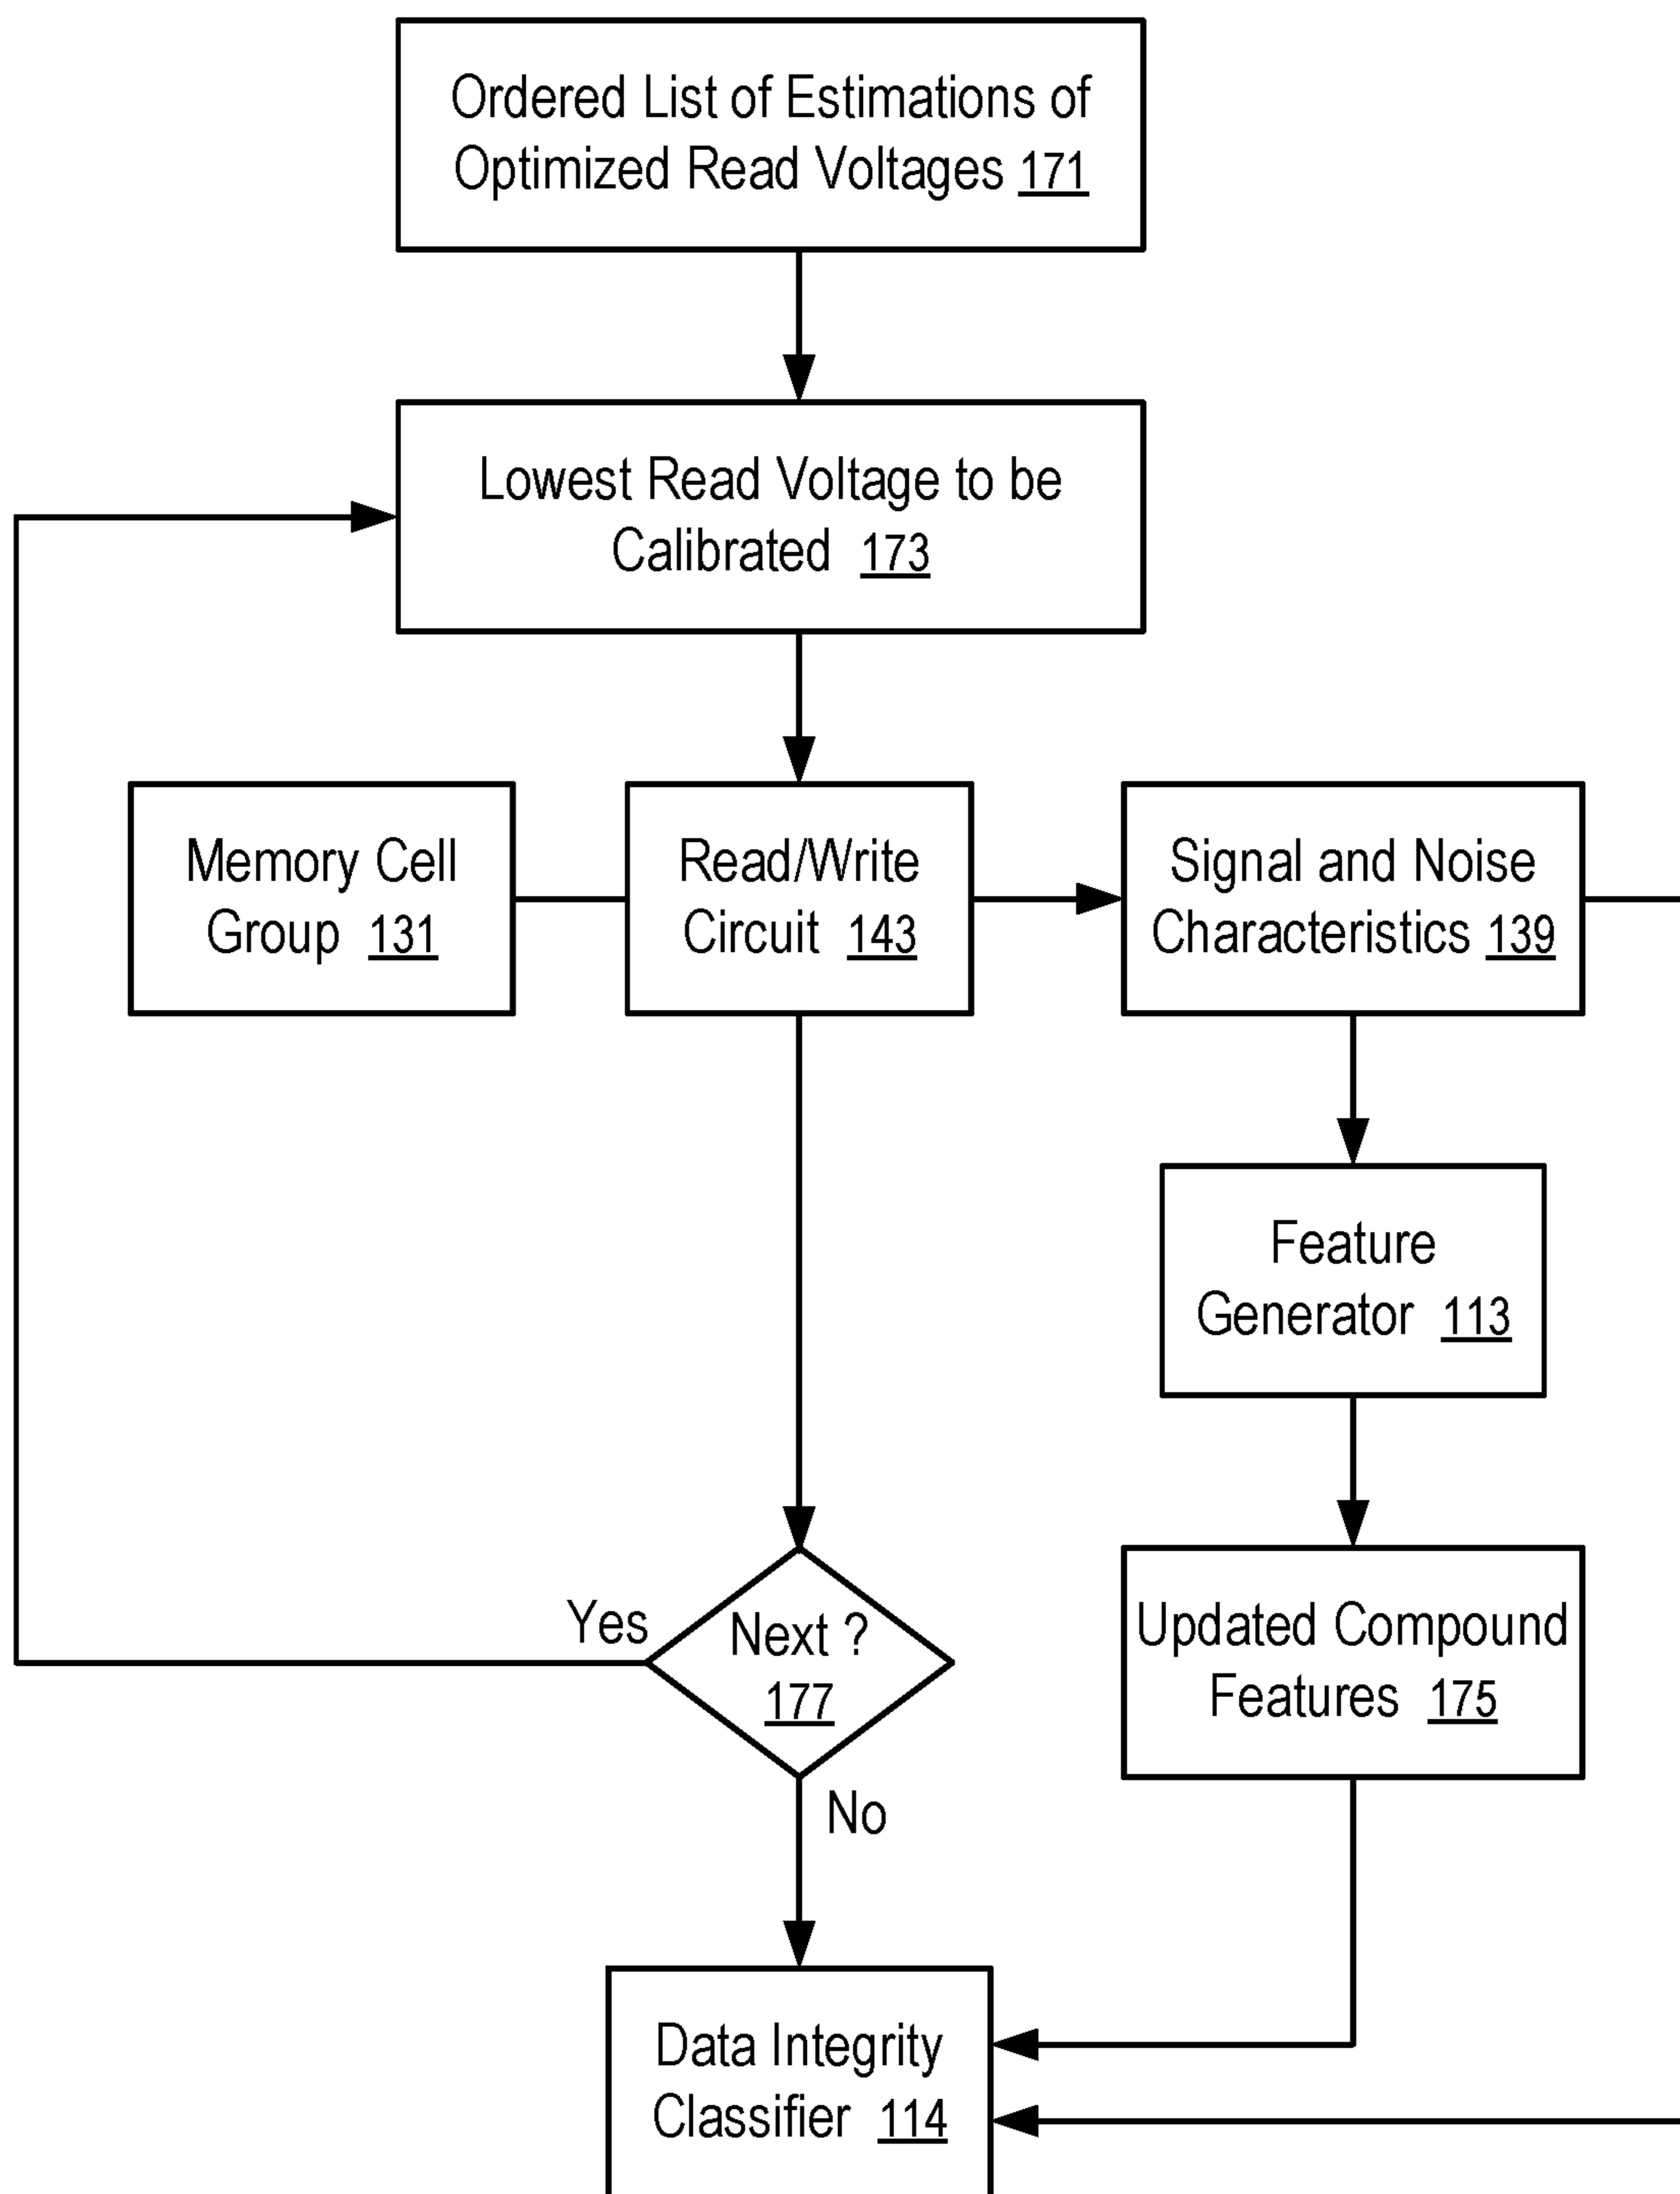 Ordered List of Estimations of
Optimized Read Voltages 171
Lowest Read Voltage to be
Calibrated 173
Memory Cell
Group 131
Read/Write
Circuit 143
Signal and Noise
Characteristics 139
Feature
Generator 113
Yes
Next ?
177
No
Updated Compound
Features 175
Data Integrity
Classifier 114